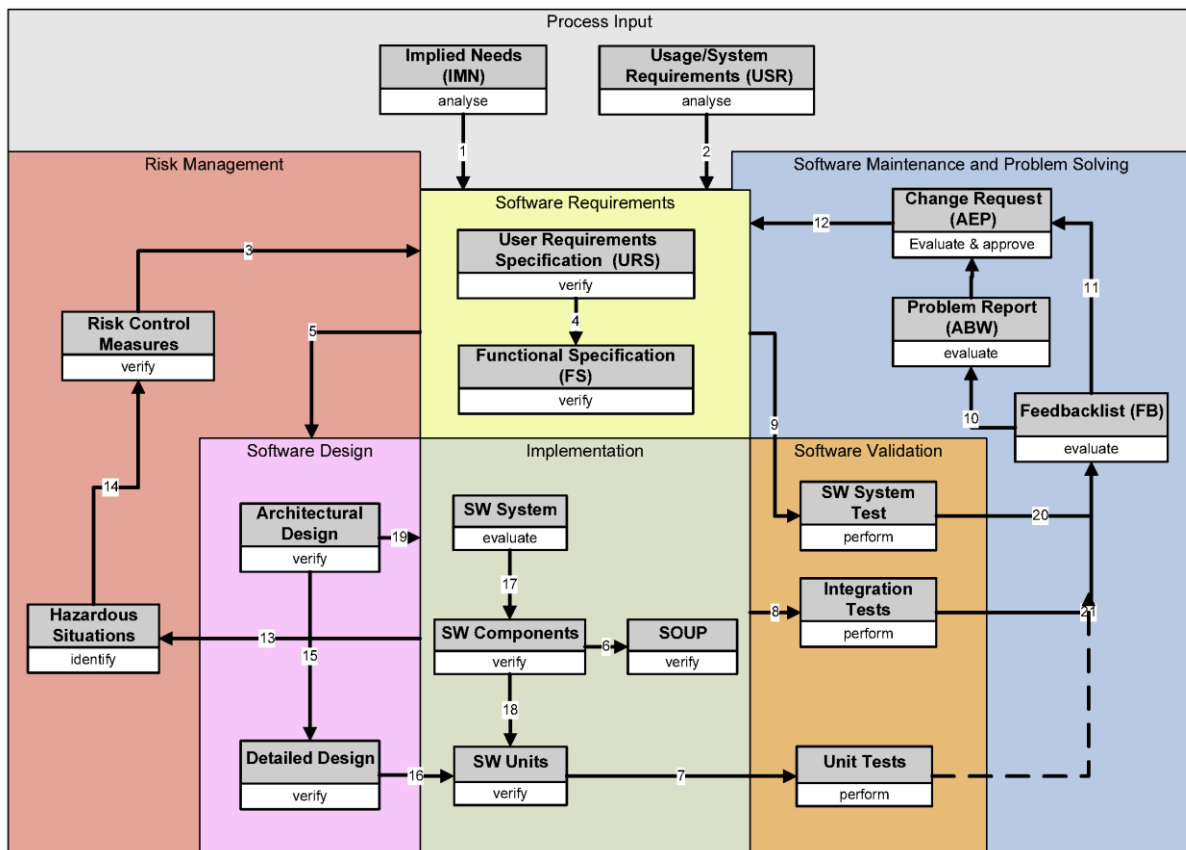 Process Input
Implied Needs
(IMN)
analyse
Usage/System
Requirements (USR)
analyse
1
2
Risk Management
Software Maintenance and Problem Solving
Software Requirements
Change Request
(AEP)
Evaluate & approve
12
User Requirements
Specification (URS)
verify
3
11
Problem Report
(ABW)
evaluate
Risk Control
Measures
verify
4
5
Functional Specification
(FS)
verify
10
9
Feedbacklist (FB)
evaluate
Software Design
Implementation
Software Validation
14
Architectural
Design
verify
19
SW System
evaluate
SW System
Test
perform
20
17
Hazardous
Situations
identify
13
15
SW Components
verify
6
SOUP
verify
8
Integration
Tests
perform
21
18
Detailed Design
verify
16
SW Units
verify
7
Unit Tests
perform